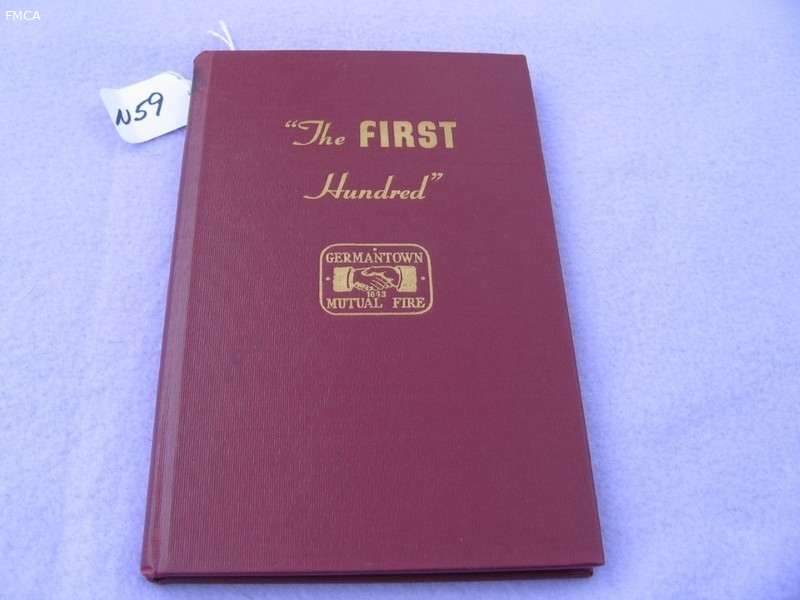 FMCA
N59
"The FIRST
Hundred"
GERMANTOWN
1843
MUTUAL FIRE